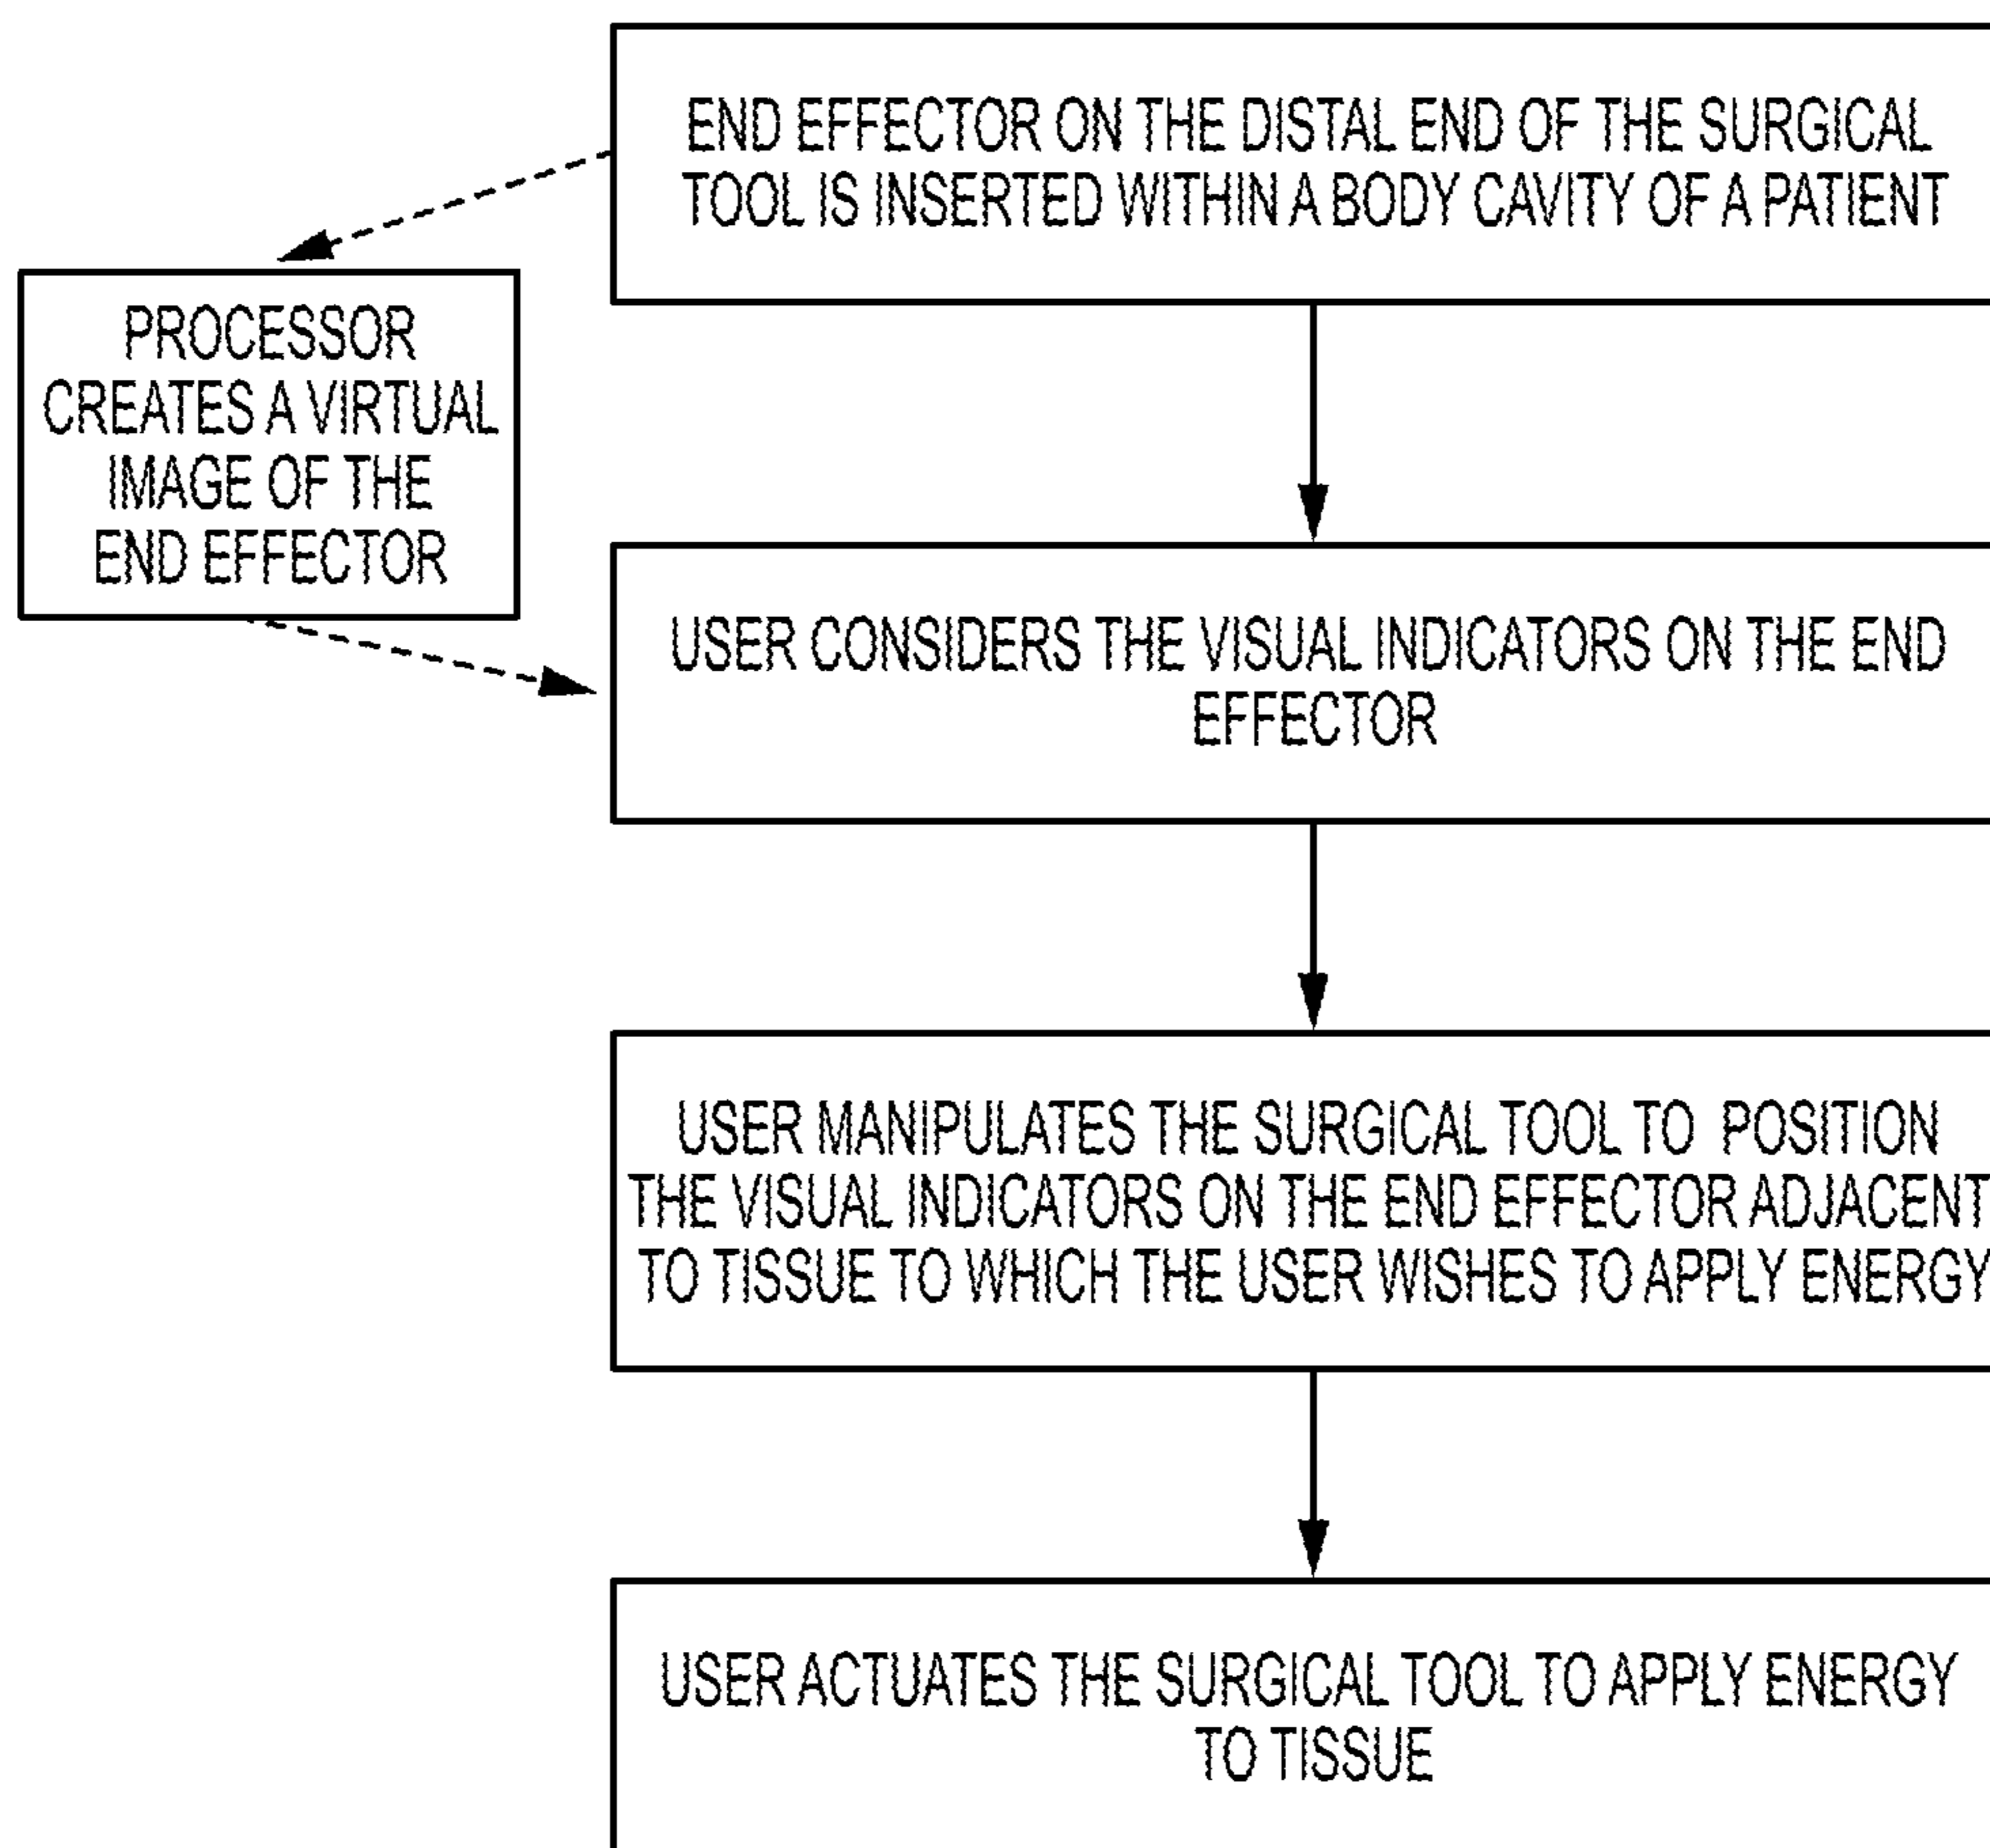 END EFFECTOR ON THE DISTAL END OF THE SURGICAL
TOOL IS INSERTED WITHIN A BODY CAVITY OF A PATIENT
PROCESSOR
CREATES A VIRTUAL
IMAGE OF THE
END EFFECTOR
USER CONSIDERS THE VISUAL INDICATORS ON THE END
EFFECTOR
USER MANIPULATES THE SURGICAL TOOL TO POSITION
THE VISUAL INDICATORS ON THE END EFFECTOR ADJACENT
TO TISSUE TO WHICH THE USER WISHES TO APPLY ENERGY
USER ACTUATES THE SURGICAL TOOL TO APPLY ENERGY
TO TISSUE